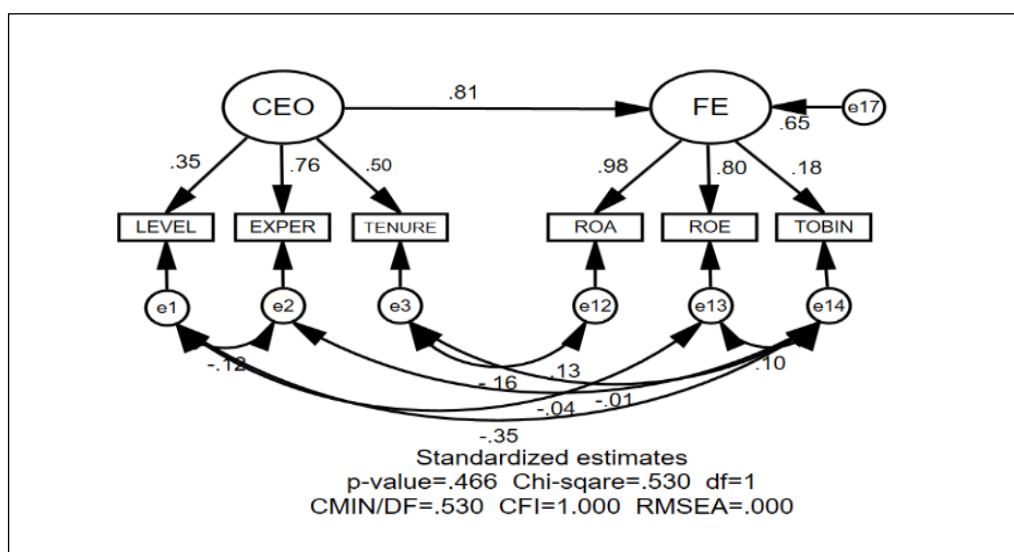 .81
CEO
FE
e17
.65
.35
.76
.50
.98
.80
.18
LEVEL
EXPER
TENURE
ROA
ROE
TOBIN
e1
e2
e3
e12
e13
e14
-.12
-.16
.13
.10
-.04
-.01
-.35
Standardized estimates
p-value=.466 Chi-sqare=.530 df=1
CMIN/DF=.530 CFI=1.000 RMSEA=.000